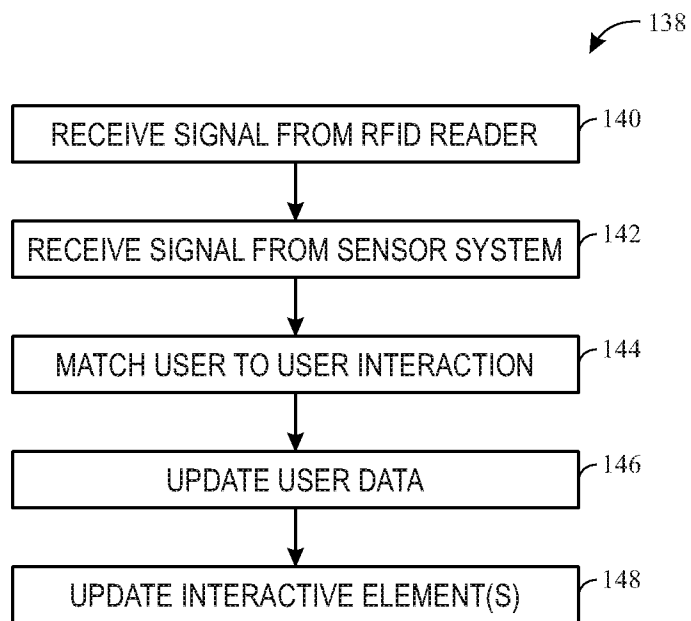 138
RECEIVE SIGNAL FROM RFID READER
140
RECEIVE SIGNAL FROM SENSOR SYSTEM
142
MATCH USER TO USER INTERACTION
144
UPDATE USER DATA
146
UPDATE INTERACTIVE ELEMENT(S)
148